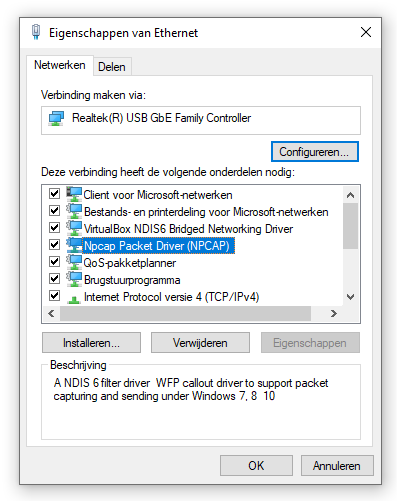 Eigenschappen van Ethernet
Netwerken Delen
Verbinding maken via:
Realtek(R) USB GbE Family Controller
Configureren...
Deze verbinding heeft de volgende onderdelen nodig:
Client voor Microsoft-netwerken
Bestands- en printerdeling voor Microsoft-netwerken
VirtualBox NDIS6 Bridged Networking Driver
Npcap Packet Driver (NPCAP)
QoS-pakketplanner
Brugstuurprogramma
Internet Protocol versie 4 (TCP/IPv4)
Installeren... Verwijderen Eigenschappen
Beschrijving
A NDIS 6 filter driver WFP callout driver to support packet
capturing and sending under Windows 7, 8 10
OK Annuleren